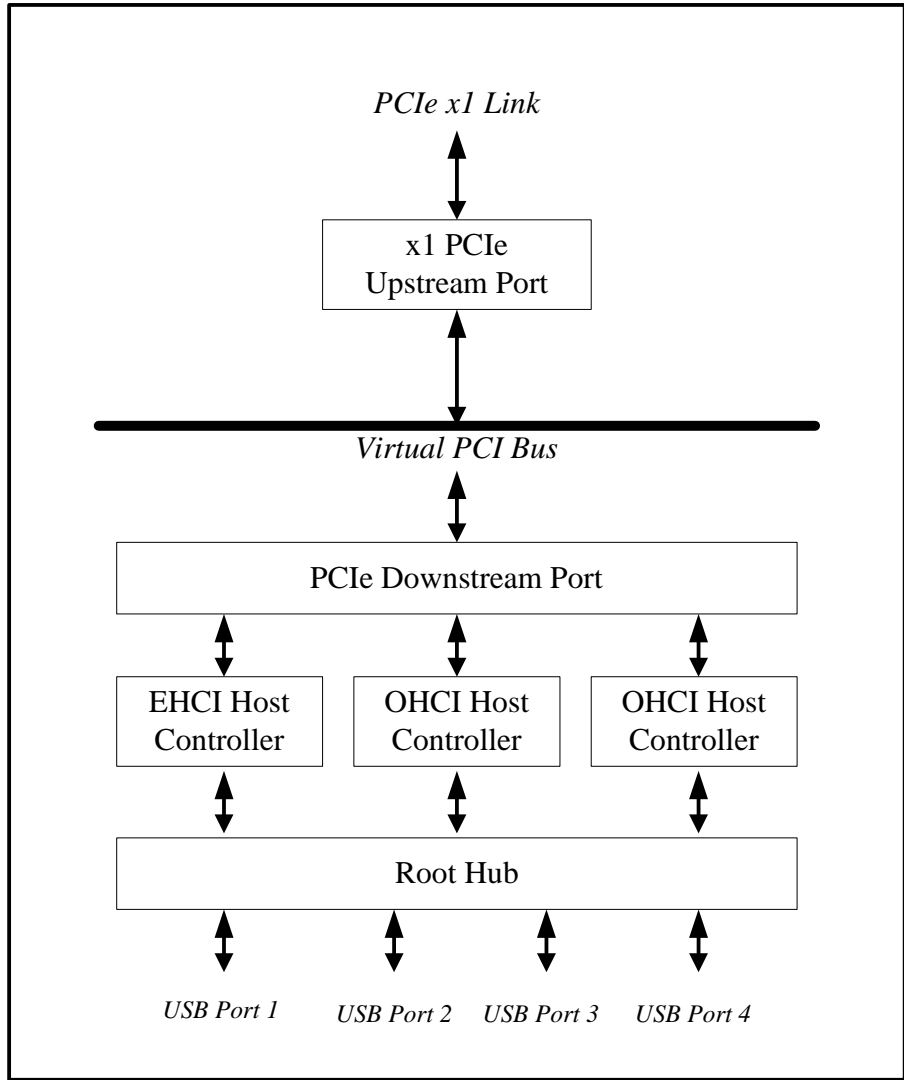 PCIe x1 Link
x1 PCIe
Upstream Port
Virtual PCI Bus
PCIe Downstream Port
EHCI Host
Controller
OHCI Host
Controller
OHCI Host
Controller
Root Hub
USB Port 1
USB Port 2
USB Port 3
USB Port 4